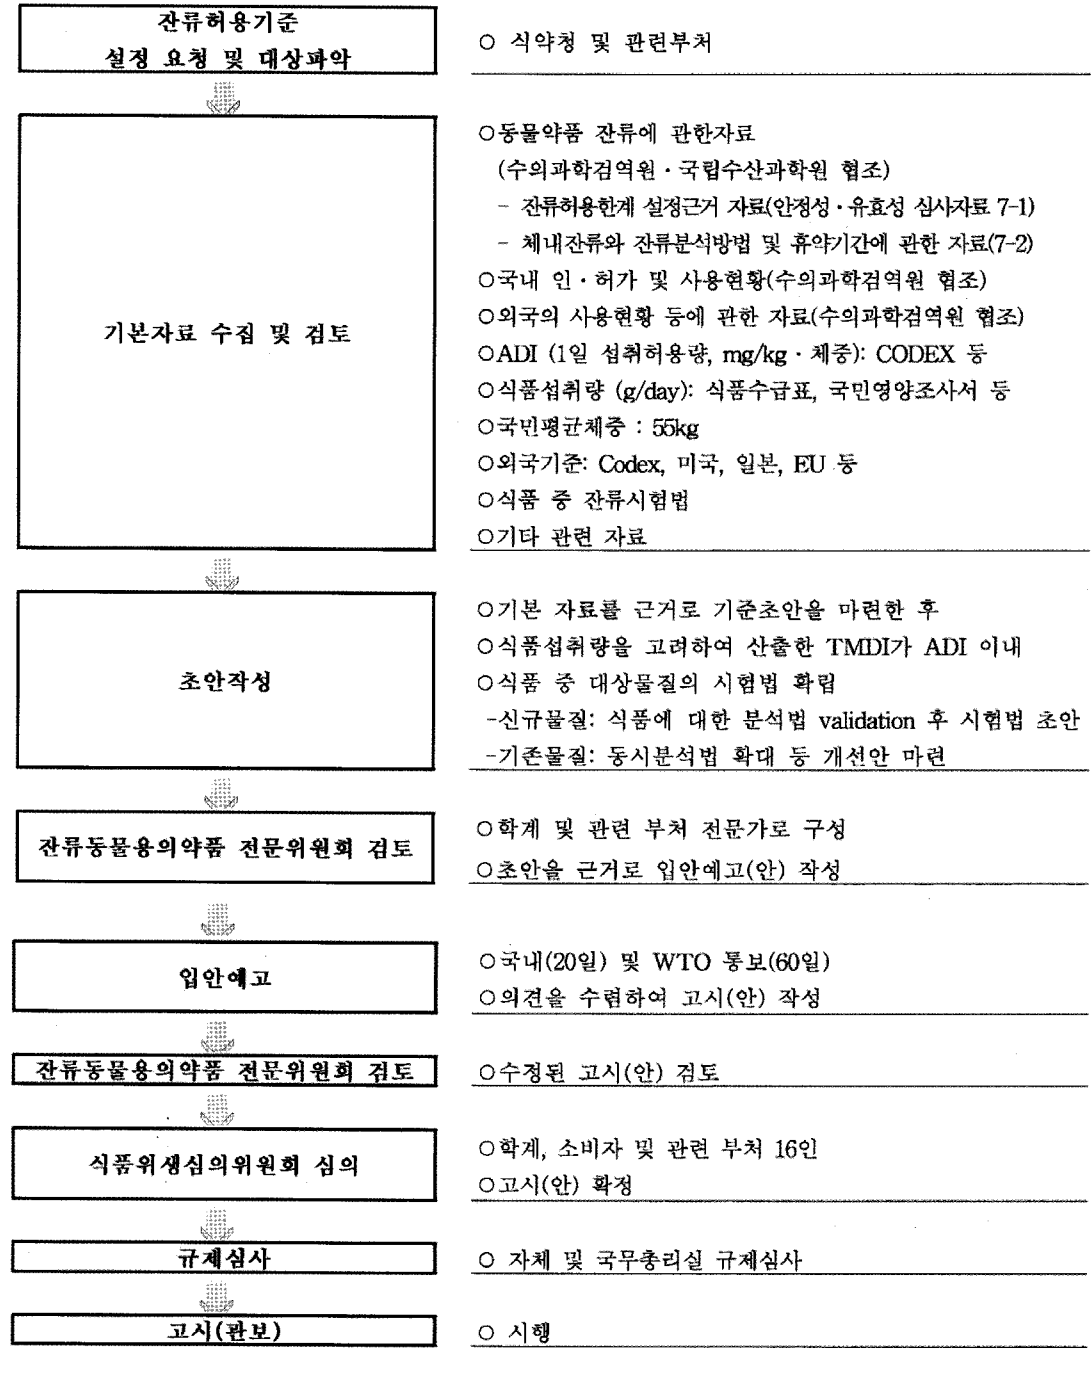 잔류허용기준
설정 요청 및 대상파악
○ 식약청 및 관련부처
기본자료 수집 및 검토
○동물약품 잔류에 관한자료
(수의과학검역원·국립수산과학원 협조)
- 잔류허용한계 설정근거 자료(안정성·유효성 심사자료 7-1)
- 체내잔류와 잔류분석방법 및 휴약기간에 관한 자료(7-2)
○국내 인·허가 및 사용현황(수의과학검역원 협조)
○외국의 사용현황 등에 관한 자료(수의과학검역원 협조)
○ADI (1일 섭취허용량, mg/kg·체중): CODEX 등
○식품섭취량 (g/day): 식품수급표, 국민영양조사서 등
○국민평균체중 : 55kg
○외국기준: Codex, 미국, 일본, EU 등
○식품 중 잔류시험법
○기타 관련 자료
초안작성
○기본 자료를 근거로 기준초안을 마련한 후
○식품섭취량을 고려하여 산출한 TMDI가 ADI 이내
○식품 중 대상물질의 시험법 확립
-신규물질: 식품에 대한 분석법 validation 후 시험법 초안
-기존물질: 동시분석법 확대 등 개선안 마련
잔류동물용의약품 전문위원회 검토
○학계 및 관련 부처 전문가로 구성
○초안을 근거로 입안예고(안) 작성
입안예고
○국내(20일) 및 WTO 통보(60일)
○의견을 수렴하여 고시(안) 작성
잔류동물용의약품 전문위원회 검토
○수정된 고시(안) 검토
식품위생심의위원회 심의
○학계, 소비자 및 관련 부처 16인
○고시(안) 확정
규제심사
○ 자체 및 국무총리실 규제심사
고시(관보)
○ 시행